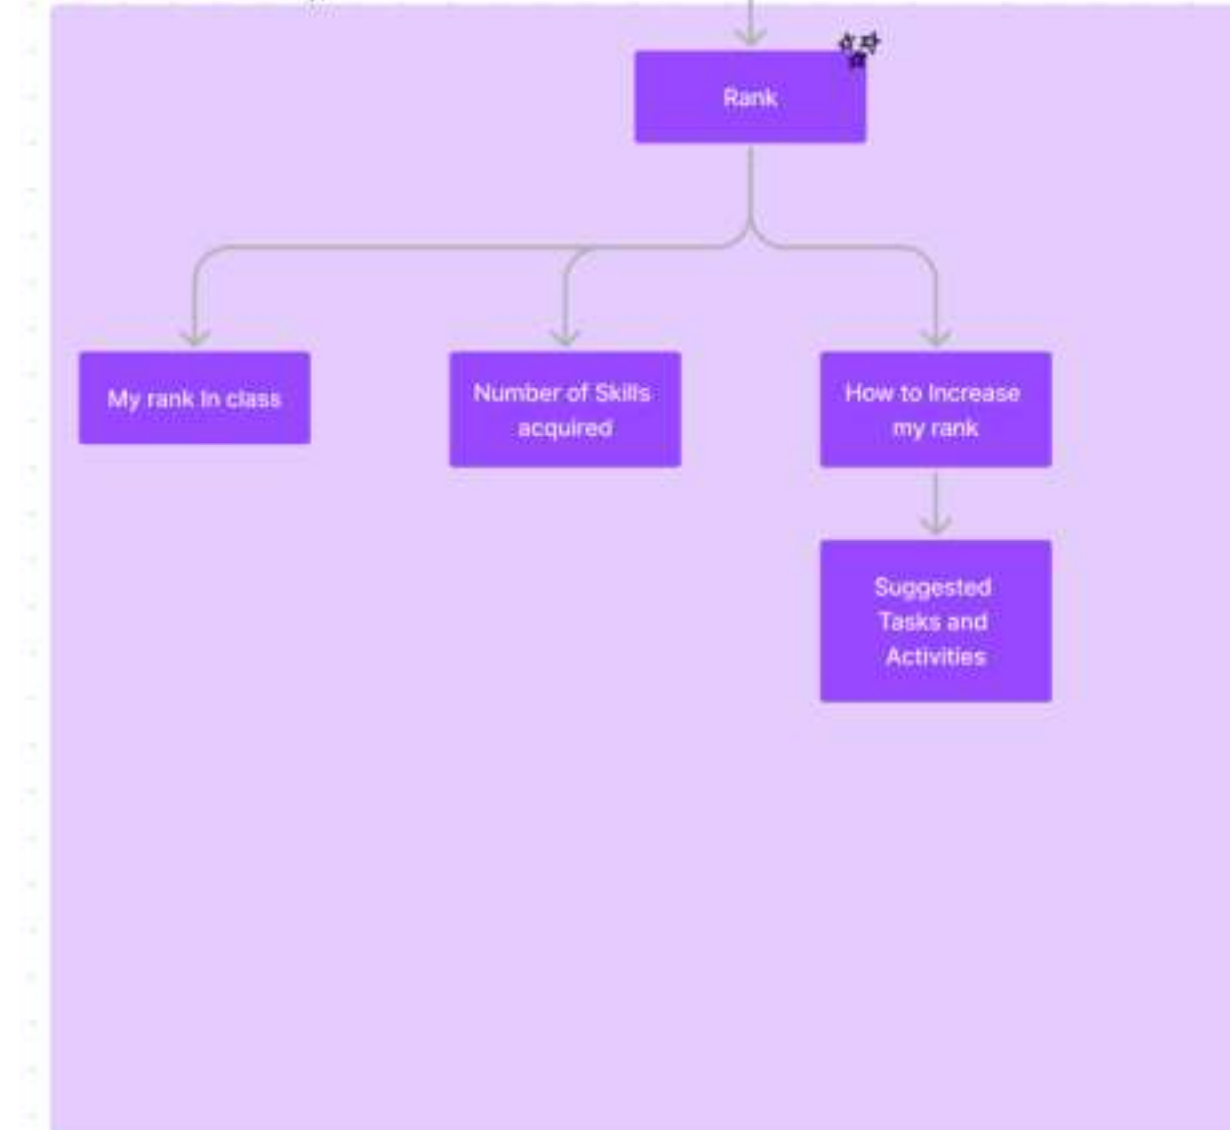 Rank
My rank in class
Number of Skills
acquired
How to Increase
my rank
Suggested
Tasks and
Activities